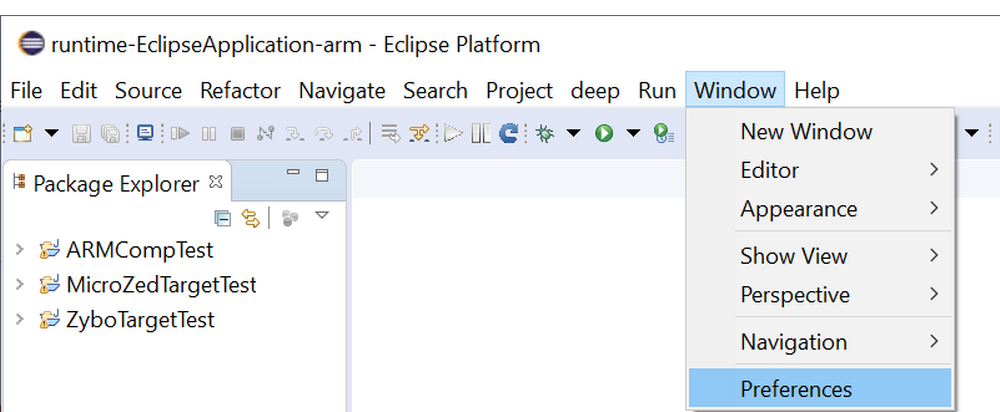 runtime-EclipseApplication-arm - Eclipse Platform
File Edit Source Refactor Navigate Search Project deep Run Window Help
New Window
Editor
Appearance
Show View
Perspective
Navigation
Preferences
Package Explorer
ARMCompTest
MicroZedTargetTest
ZyboTargetTest